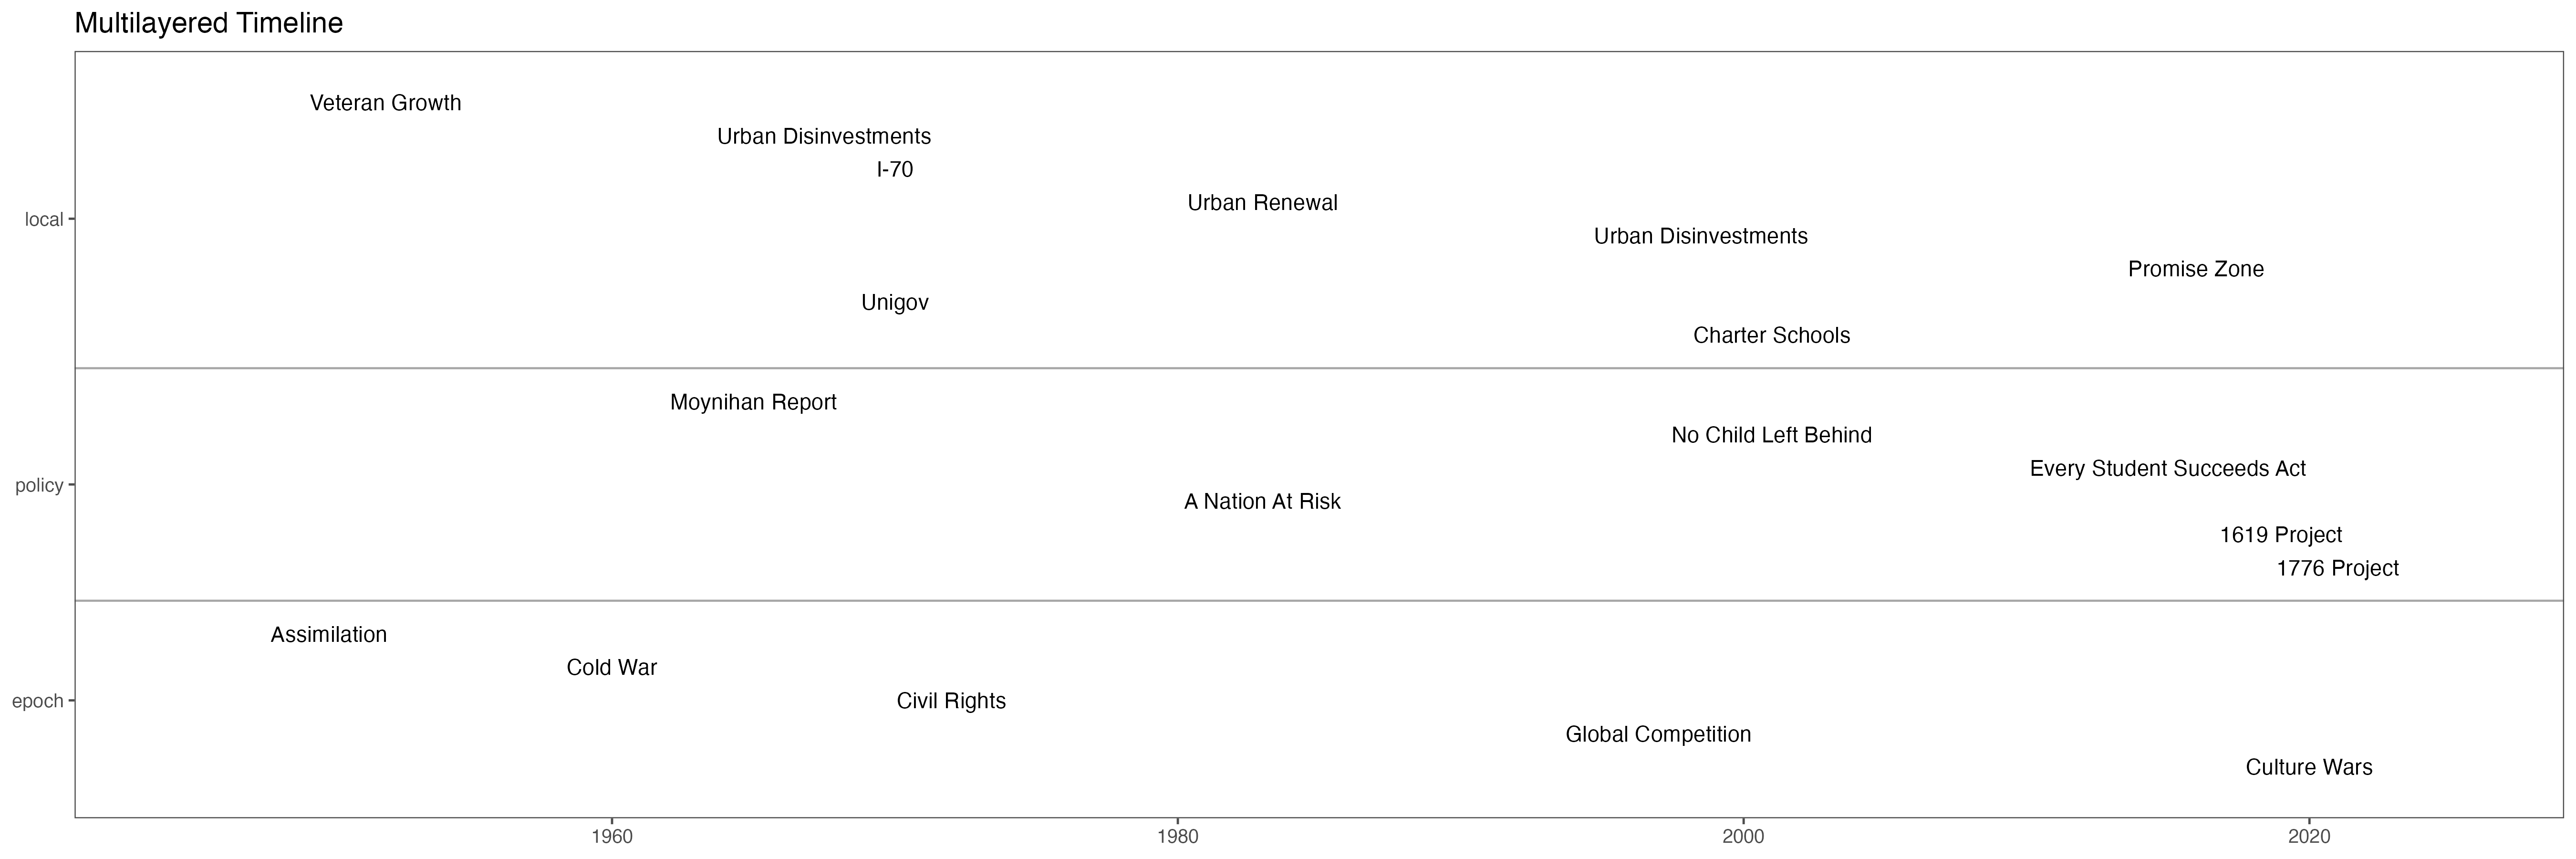 Multilayered Timeline
Veteran Growth
Urban Disinvestments
I-70
Urban Renewal
local
Urban Disinvestments
Promise Zone
Unigov
Charter Schools
Moynihan Report
No Child Left Behind
Every Student Succeeds Act
policy
A Nation At Risk
1619 Project
1776 Project
Assimilation
Cold War
epoch
Civil Rights
Global Competition
Culture Wars
1960 1980 2000 2020